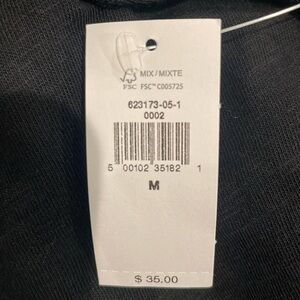 MIX/MIXTE
FSC FSC™ C005725
623173-05-1
0002
5 00102 35182 1
M
$ 35.00